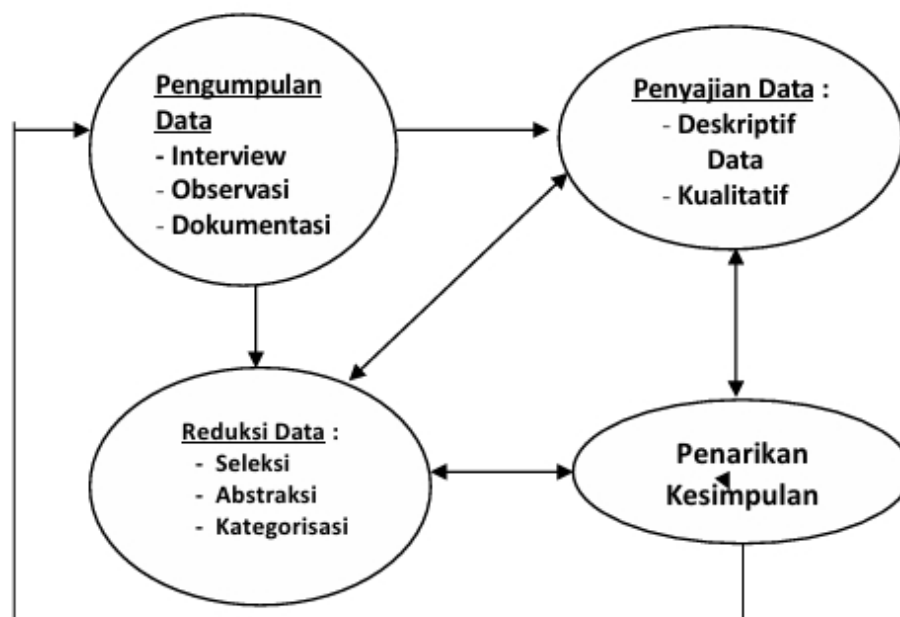 Pengumpulan
Data
- Interview
- Observasi
- Dokumentasi
Penyajian Data :
- Deskriptif
Data
- Kualitatif
Reduksi Data :
- Seleksi
- Abstraksi
- Kategorisasi
Penarikan
Kesimpulan